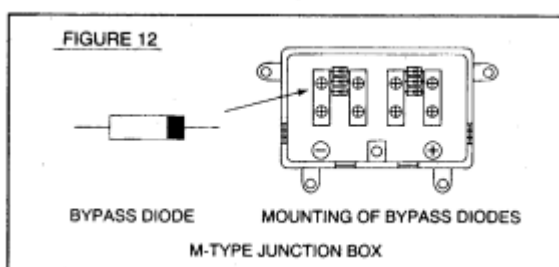 FIGURE 12
− +
BYPASS DIODE MOUNTING OF BYPASS DIODES
M-TYPE JUNCTION BOX